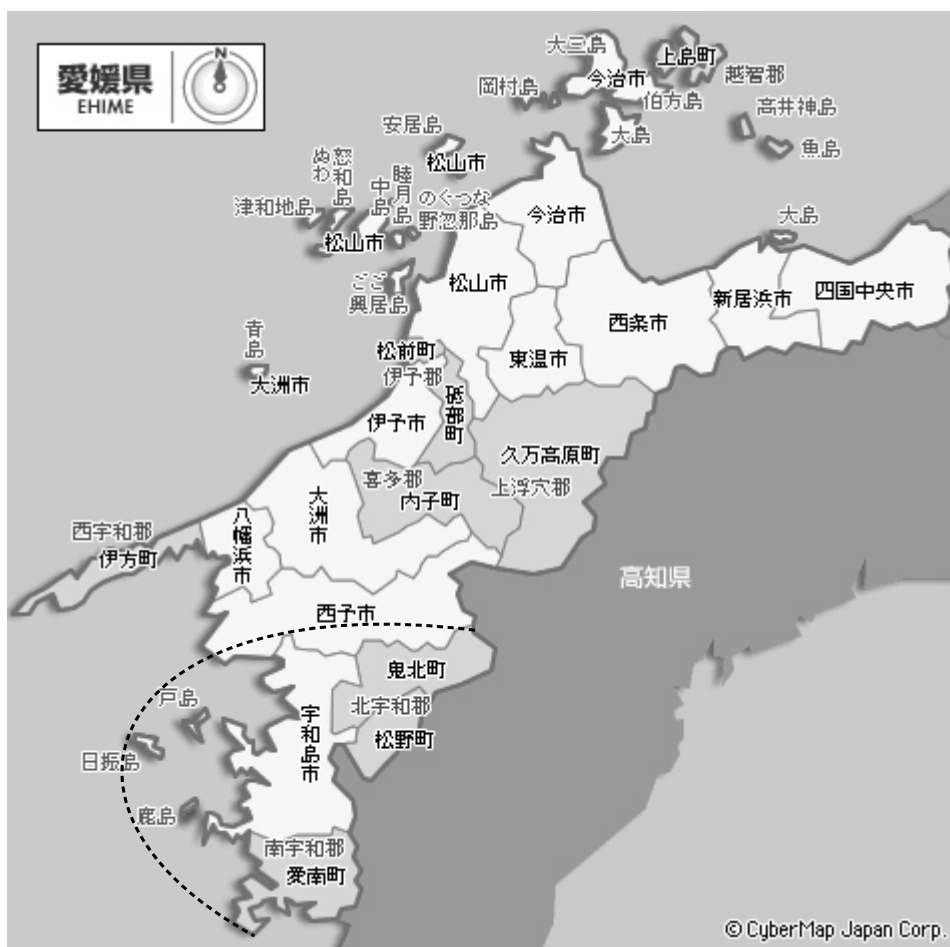 愛媛県
EHIME
N
大三島
今治市
上島町
越智郡
岡村島
伯方島
高井神島
大島
魚島
安居島
松山市
怒和島
ぬわ
中島
睦月島
のぐつな
野忽那島
津和地島
松山市
ごご
興居島
今治市
大島
松山市
西条市
新居浜市
四国中央市
東温市
青島
大洲市
松前町
伊予郡
砥部町
伊予市
久万高原町
上浮穴郡
喜多郡
内子町
大洲市
八幡浜市
西宇和郡
伊方町
高知県
西予市
鬼北町
北宇和郡
松野町
宇和島市
戸島
日振島
鹿島
南宇和郡
愛南町
© CyberMap Japan Corp.